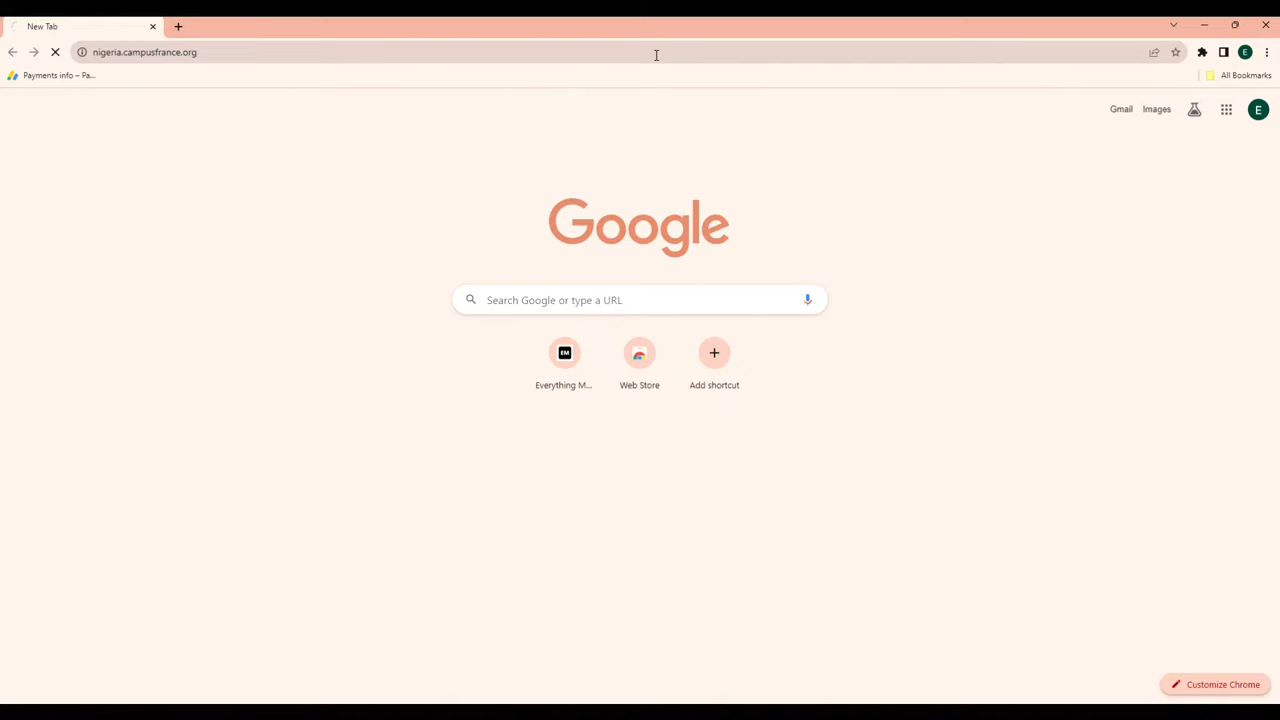 New Tab
nigeria.campusfrance.org
Payments info – Pa...
All Bookmarks
Gmail
Images
E
Google
Search Google or type a URL
EM
Everything M...
Web Store
Add shortcut
Customize Chrome